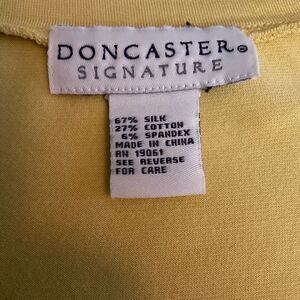 DONCASTER®
SIGNATURE
67% SILK
27% COTTON
6% SPANDEX
MADE IN CHINA
RN 19061
SEE REVERSE
FOR CARE